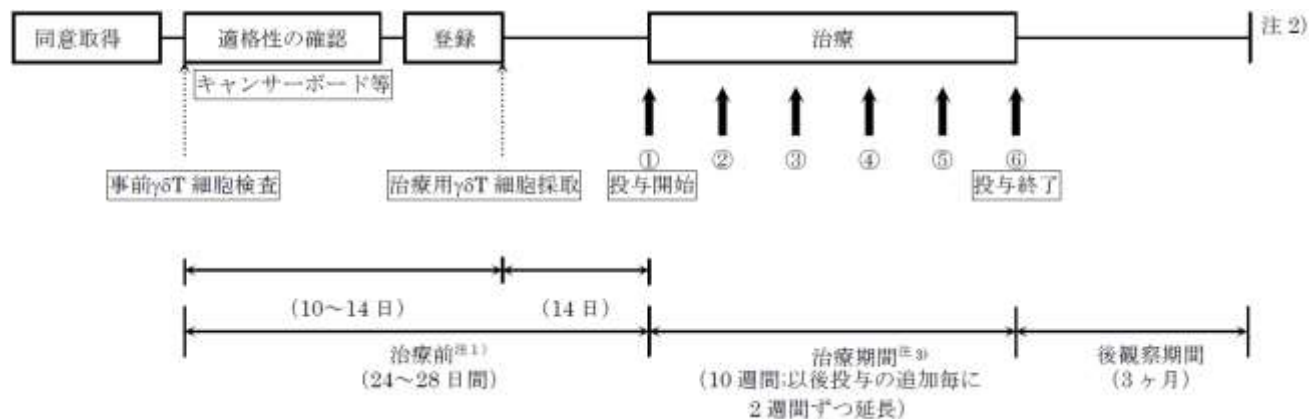 同意取得
適格性の確認
登録
治療
注2)
キャンサーボード等
① ② ③ ④ ⑤ ⑥
事前γδT 細胞検査
治療用γδT 細胞採取
投与開始
投与終了
(10～14 日)
(14 日)
治療前注1)
(24～28 日間)
治療期間注3)
(10 週間;以後投与の追加毎に
2 週間ずつ延長)
後観察期間
(3 ヶ月)